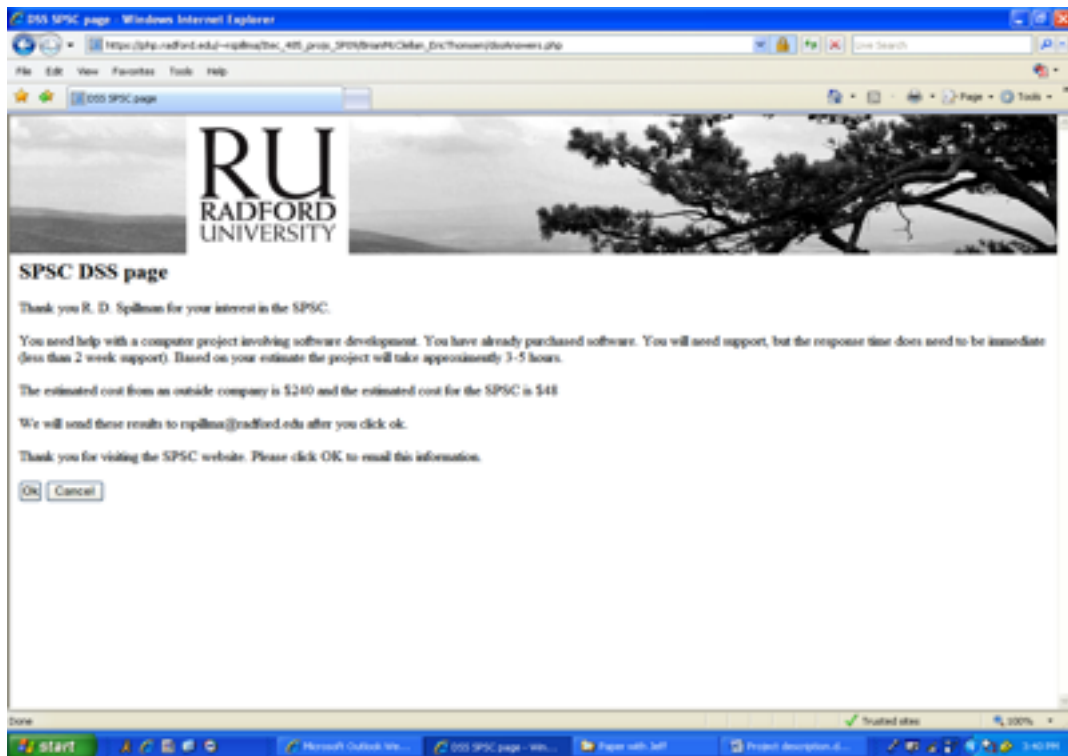 DSS SPSC page - Windows Internet Explorer
Live Search
File Edit View Favorites Tools Help
DSS SPSC page
Page Tools
RU
RADFORD
UNIVERSITY
SPSC DSS page
Thank you R. D. Spillman for your interest in the SPSC.
You need help with a computer project involving software development. You have already purchased software. You will need support, but the response time does need to be immediate
(less than 2 week support). Based on your estimate the project will take approximently 3-5 hours.
The estimated cost from an outside company is $240 and the estimated cost for the SPSC is $48
We will send these results to rspillma@radford.edu after you click ok.
Thank you for visiting the SPSC website. Please click OK to email this information.
Ok Cancel
Done Trusted sites 100%
start Microsoft Outlook We... DSS SPSC page - Win... Paper with Jeff Project description.d... 3:40 PM